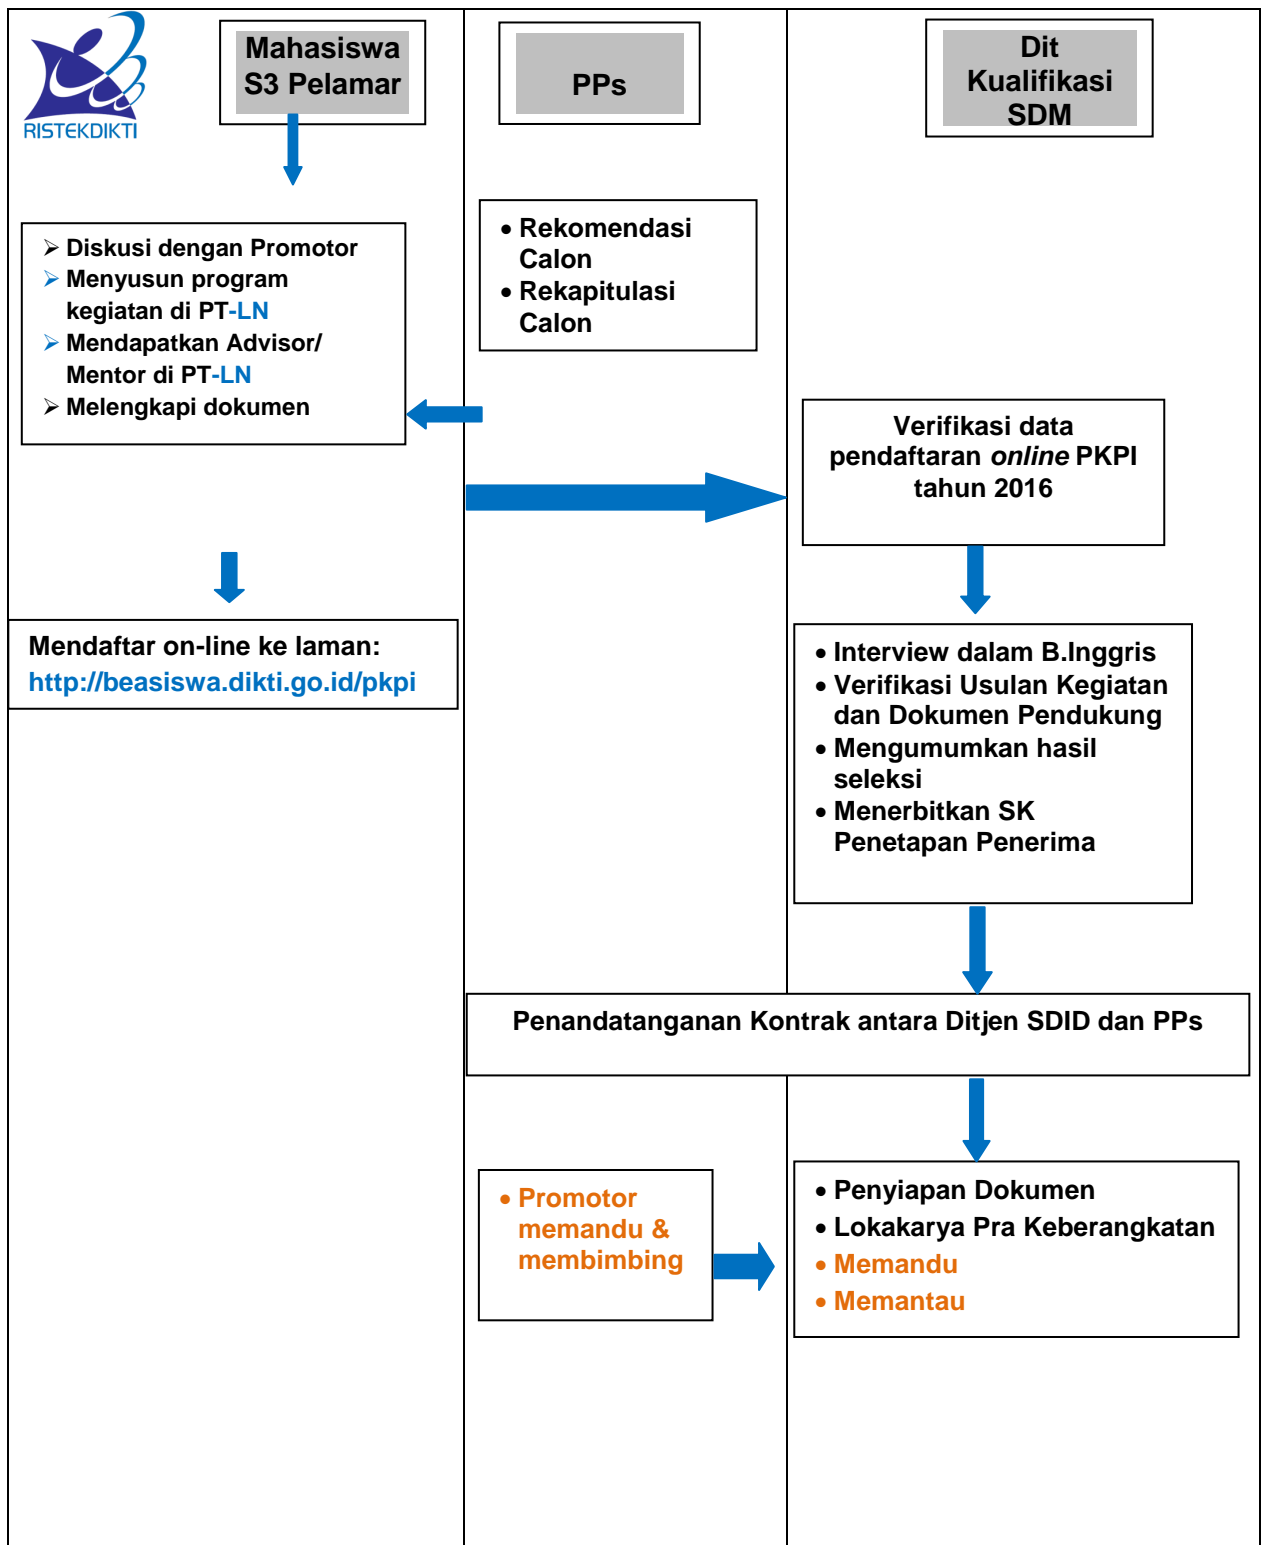 RISTEKDIKTI
Mahasiswa
S3 Pelamar
PPs
Dit
Kualifikasi
SDM
➢ Diskusi dengan Promotor
➢ Menyusun program
kegiatan di PT-LN
➢ Mendapatkan Advisor/
Mentor di PT-LN
➢ Melengkapi dokumen
• Rekomendasi
Calon
• Rekapitulasi
Calon
Verifikasi data
pendaftaran online PKPI
tahun 2016
Mendaftar on-line ke laman:
http://beasiswa.dikti.go.id/pkpi
• Interview dalam B.Inggris
• Verifikasi Usulan Kegiatan
dan Dokumen Pendukung
• Mengumumkan hasil
seleksi
• Menerbitkan SK
Penetapan Penerima
Penandatanganan Kontrak antara Ditjen SDID dan PPs
• Promotor
memandu &
membimbing
• Penyiapan Dokumen
• Lokakarya Pra Keberangkatan
• Memandu
• Memantau